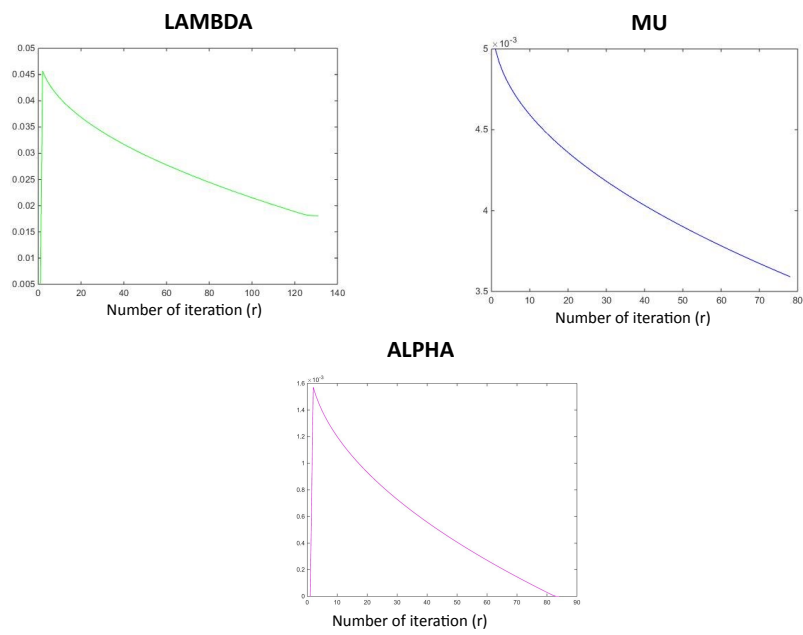 LAMBDA
0.05
0.045
0.04
0.035
0.03
0.025
0.02
0.015
0.01
0.005
0 20 40 60 80 100 120 140
Number of iteration (r)
MU
× 10⁻³
5
4.5
4
3.5
0 10 20 30 40 50 60 70 80
Number of iteration (r)
ALPHA
×10⁻³
1.6
1.4
1.2
1
0.8
0.6
0.4
0.2
0
0 10 20 30 40 50 60 70 80 90
Number of iteration (r)